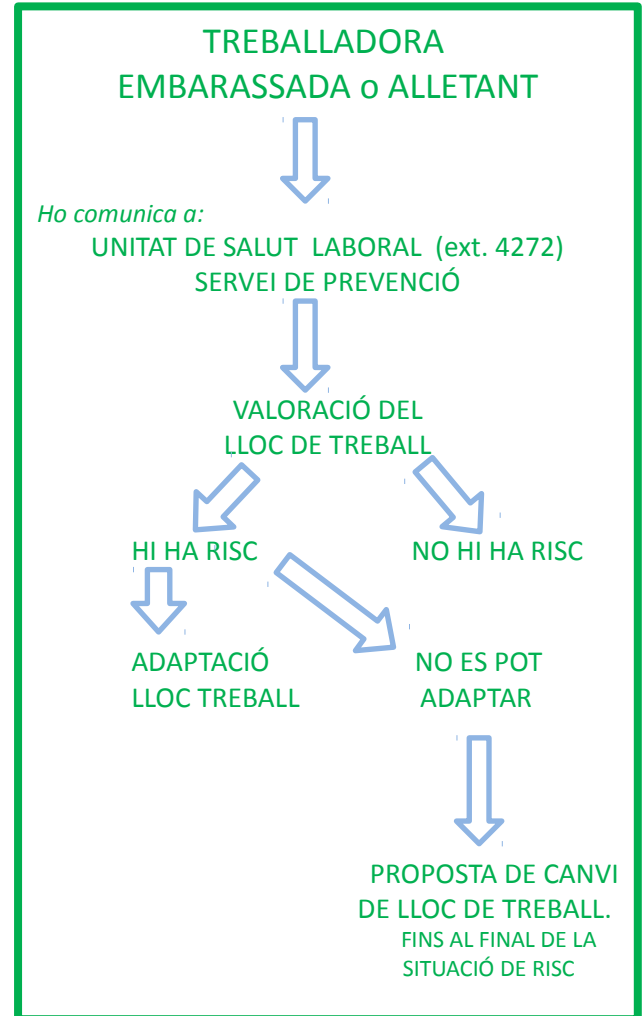 TREBALLADORA
EMBARASSADA o ALLETANT
Ho comunica a:
UNITAT DE SALUT LABORAL (ext. 4272)
SERVEI DE PREVENCIÓ
VALORACIÓ DEL
LLOC DE TREBALL
HI HA RISC
NO HI HA RISC
ADAPTACIÓ
LLOC TREBALL
NO ES POT
ADAPTAR
PROPOSTA DE CANVI
DE LLOC DE TREBALL.
FINS AL FINAL DE LA
SITUACIÓ DE RISC